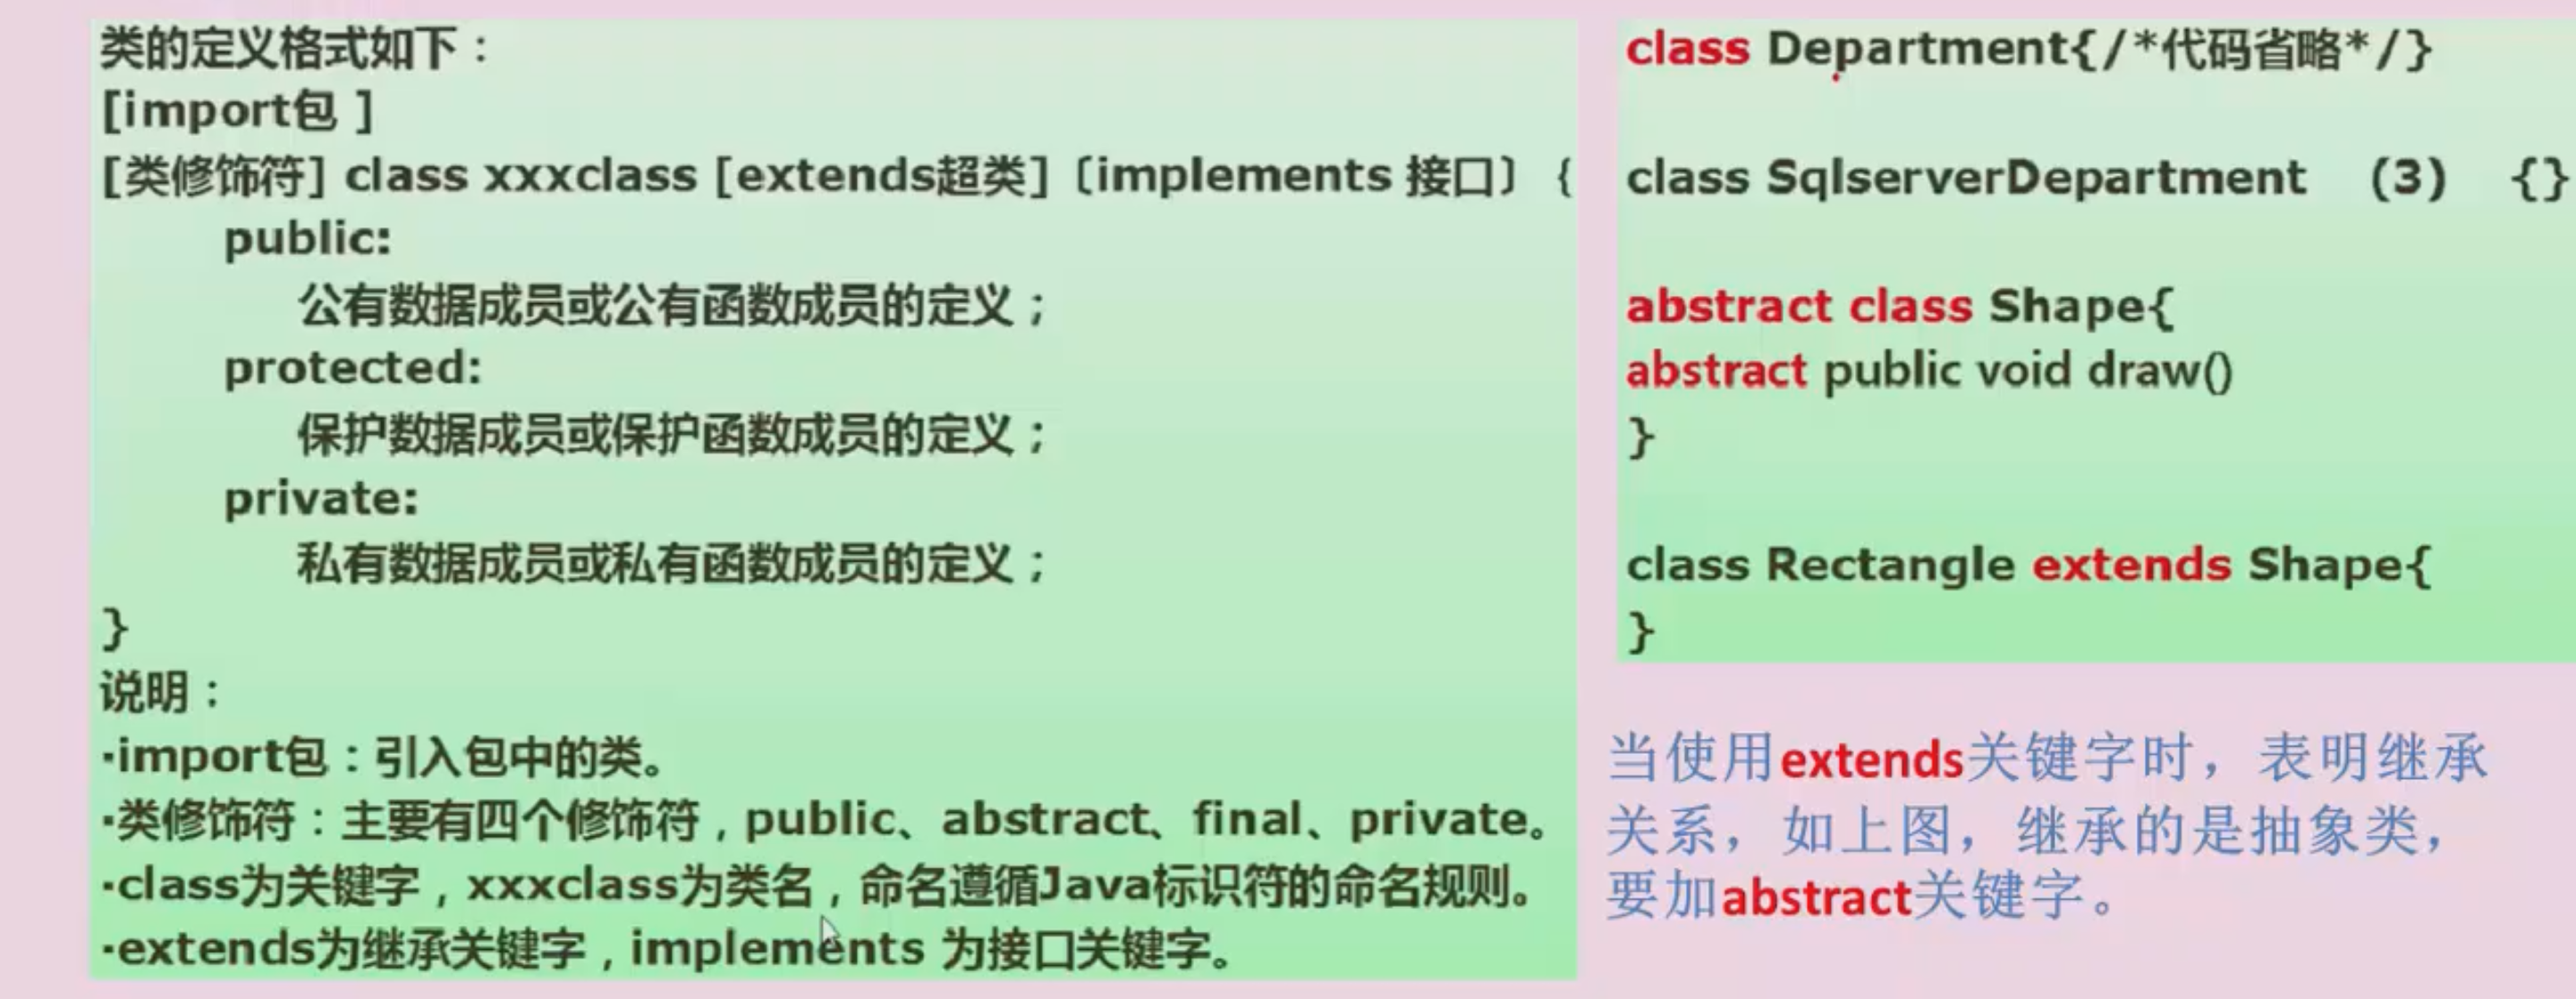 类的定义格式如下：
[import包 ]
[类修饰符] class xxxclass [extends超类]〔implements 接口〕{
public:
公有数据成员或公有函数成员的定义；
protected:
保护数据成员或保护函数成员的定义；
private:
私有数据成员或私有函数成员的定义；
}
说明：
·import包：引入包中的类。
·类修饰符：主要有四个修饰符，public、abstract、final、private。
·class为关键字，xxxclass为类名，命名遵循Java标识符的命名规则。
·extends为继承关键字，implements 为接口关键字。
class Department{/*代码省略*/}
class SqlserverDepartment (3) {}
abstract class Shape{
abstract public void draw()
}
class Rectangle extends Shape{
}
当使用extends关键字时，表明继承
关系，如上图，继承的是抽象类，
要加abstract关键字。